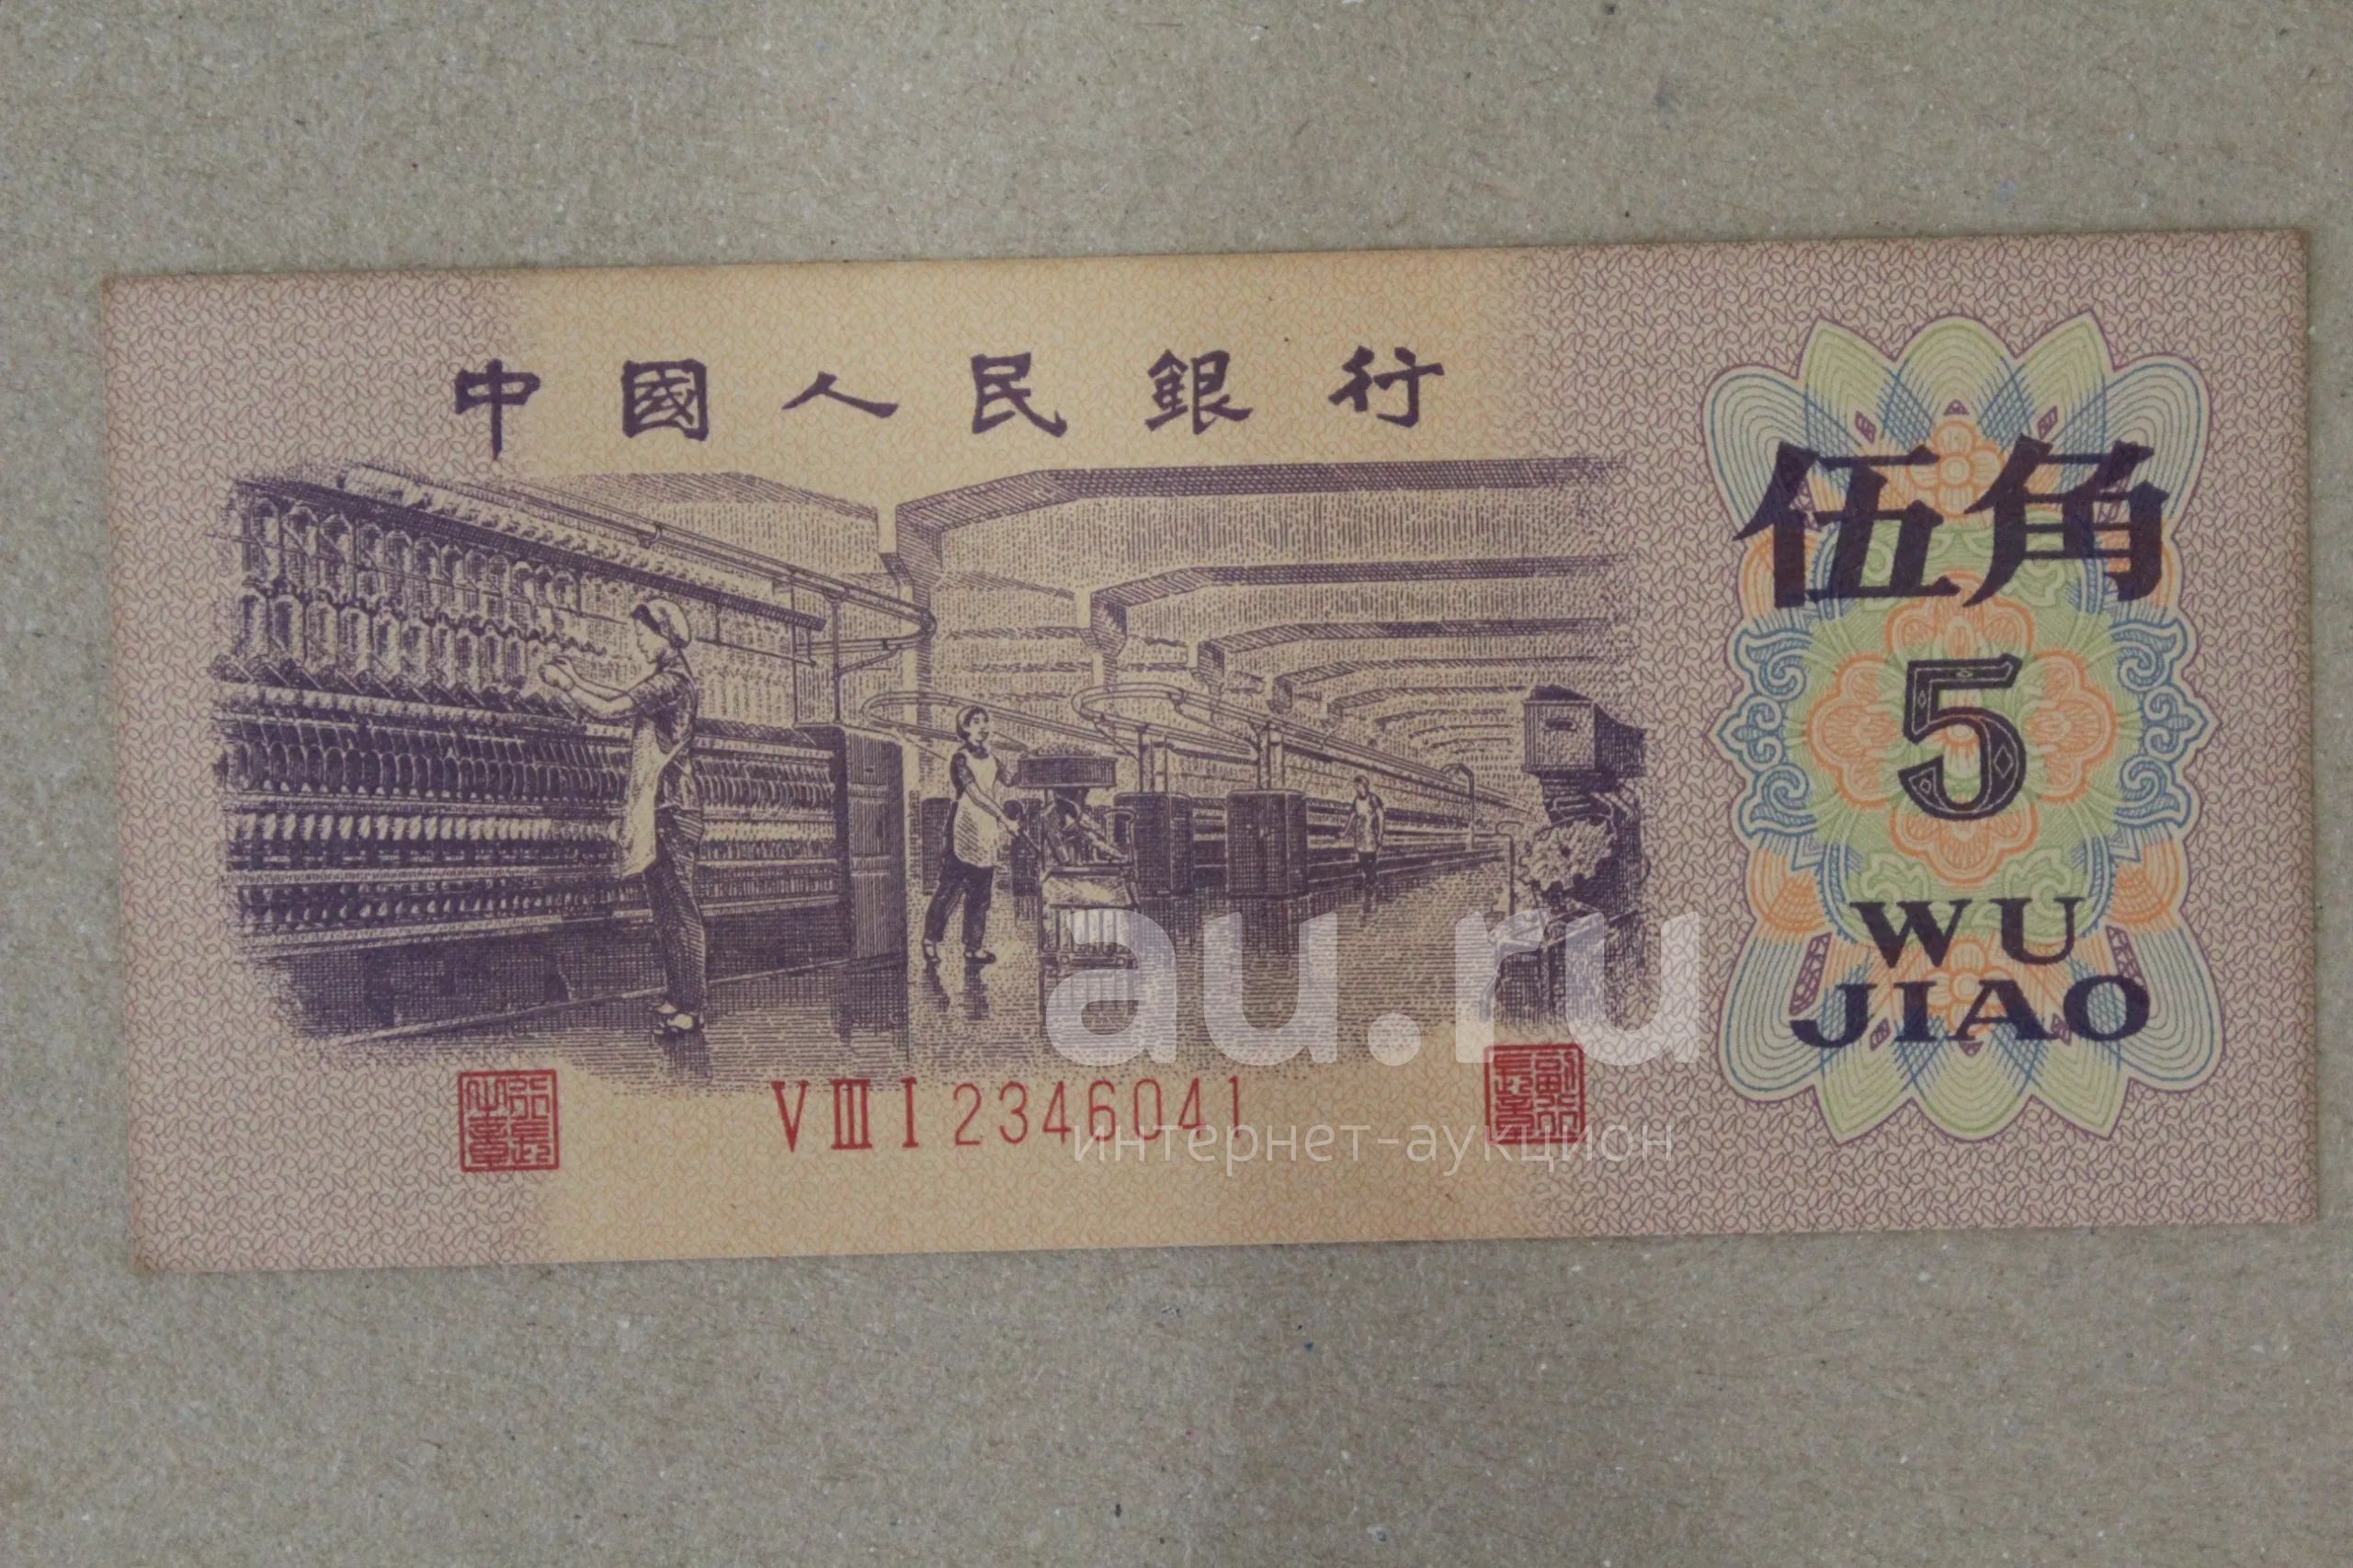 中國人民銀行
伍角
5
WU
JIAO
VIII I 2346041
au.ru
интернет-аукцион